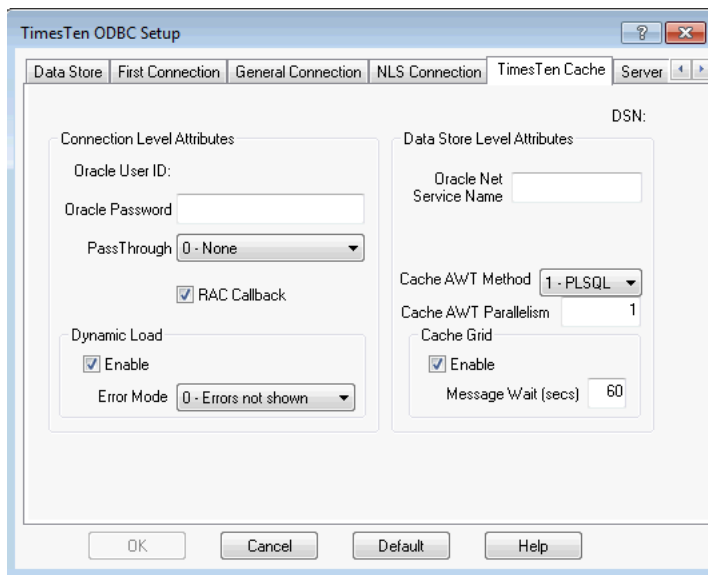 TimesTen ODBC Setup
Data Store First Connection General Connection NLS Connection TimesTen Cache Server
DSN:
Connection Level Attributes
Oracle User ID:
Oracle Password
PassThrough 0 - None
RAC Callback
Dynamic Load
Enable
Error Mode 0 - Errors not shown
Data Store Level Attributes
Oracle Net
Service Name
Cache AWT Method 1 - PLSQL
Cache AWT Parallelism 1
Cache Grid
Enable
Message Wait (secs) 60
OK Cancel Default Help